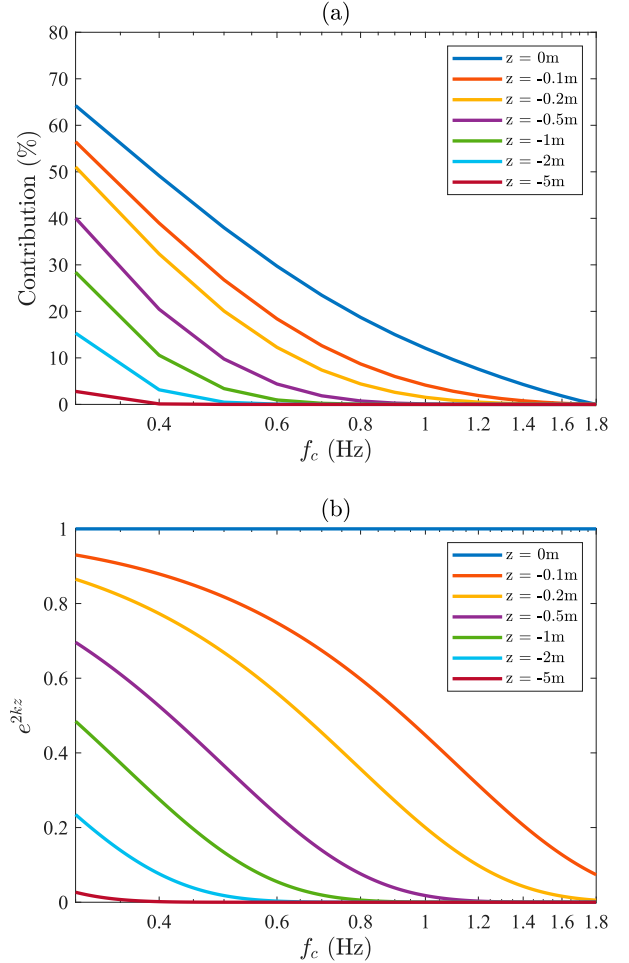 (a)
80
70
60
50
40
30
20
10
0
Contribution (%)
z = 0m
z = -0.1m
z = -0.2m
z = -0.5m
z = -1m
z = -2m
z = -5m
0.4 0.6 0.8 1 1.2 1.4 1.6 1.8
f_c (Hz)
(b)
1
0.8
0.6
0.4
0.2
0
e^{2kz}
z = 0m
z = -0.1m
z = -0.2m
z = -0.5m
z = -1m
z = -2m
z = -5m
0.4 0.6 0.8 1 1.2 1.4 1.6 1.8
f_c (Hz)